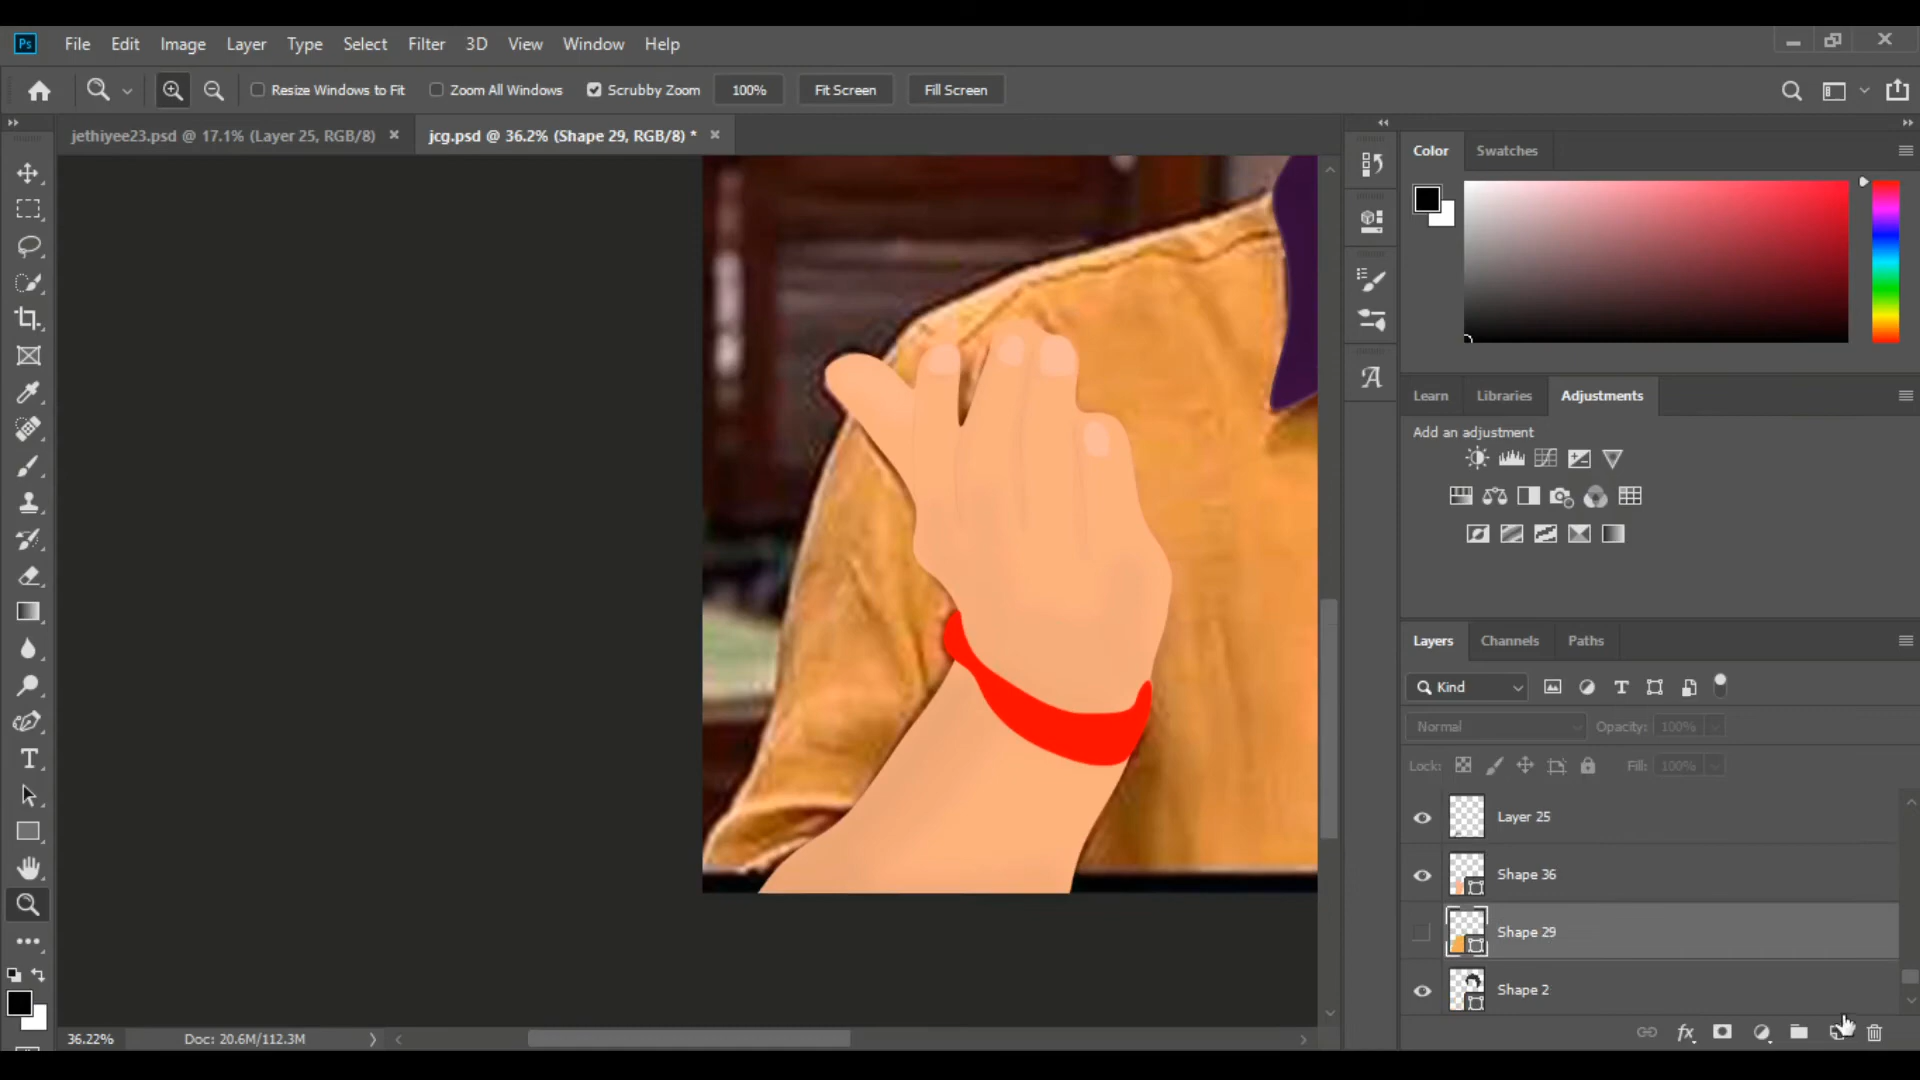 Ps File Edit Image Layer Type Select Filter 3D View Window Help
Resize Windows to Fit Zoom All Windows Scrubby Zoom 100% Fit Screen Fill Screen
jethiyee23.psd @ 17.1% (Layer 25, RGB/8) × jcg.psd @ 36.2% (Shape 29, RGB/8) * ×
Color Swatches
Learn Libraries Adjustments
Add an adjustment
Layers Channels Paths
Kind
Normal Opacity: 100%
Lock: Fill: 100%
Layer 25
Shape 36
Shape 29
Shape 2
fx
36.22% Doc: 20.6M/112.3M